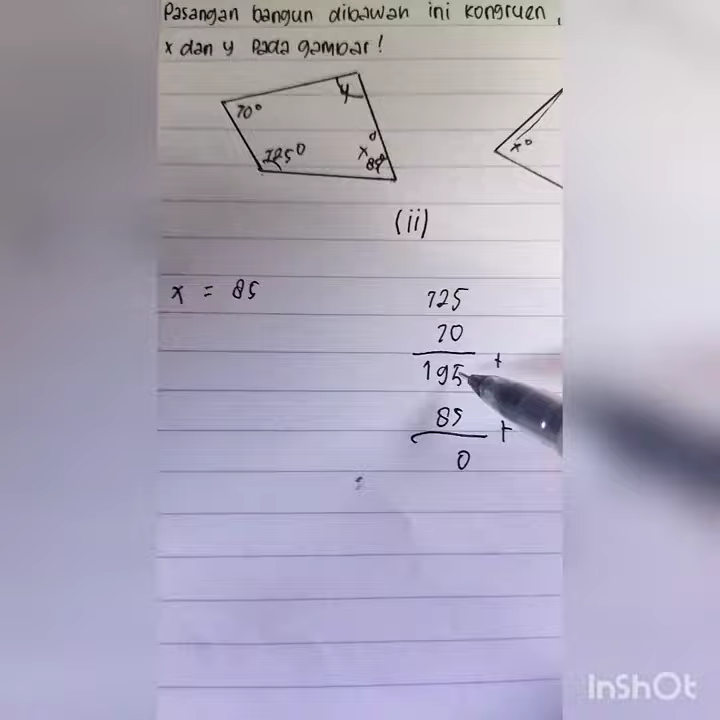 Pasangan bangun dibawah ini kongruen,
x dan y pada gambar!
70°
y
125°
x°
85°
x°
(ii)
x = 85
125
70
195 +
85 +
0
InShOt